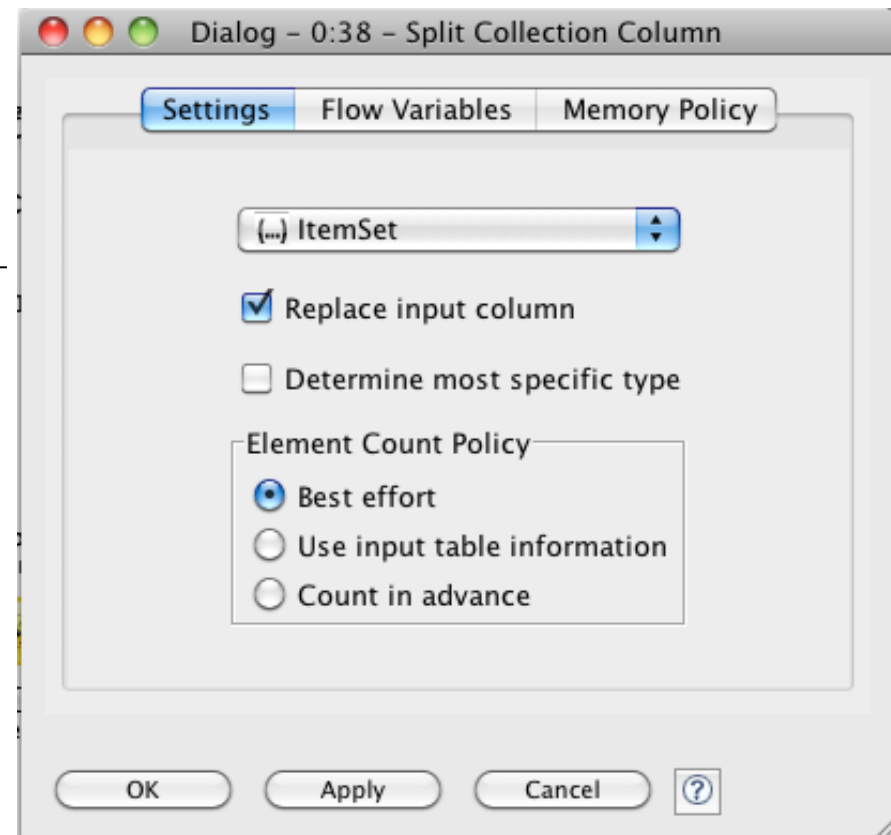 Dialog – 0:38 – Split Collection Column
Settings Flow Variables Memory Policy
(...) ItemSet
Replace input column
Determine most specific type
Element Count Policy
Best effort
Use input table information
Count in advance
OK Apply Cancel ?